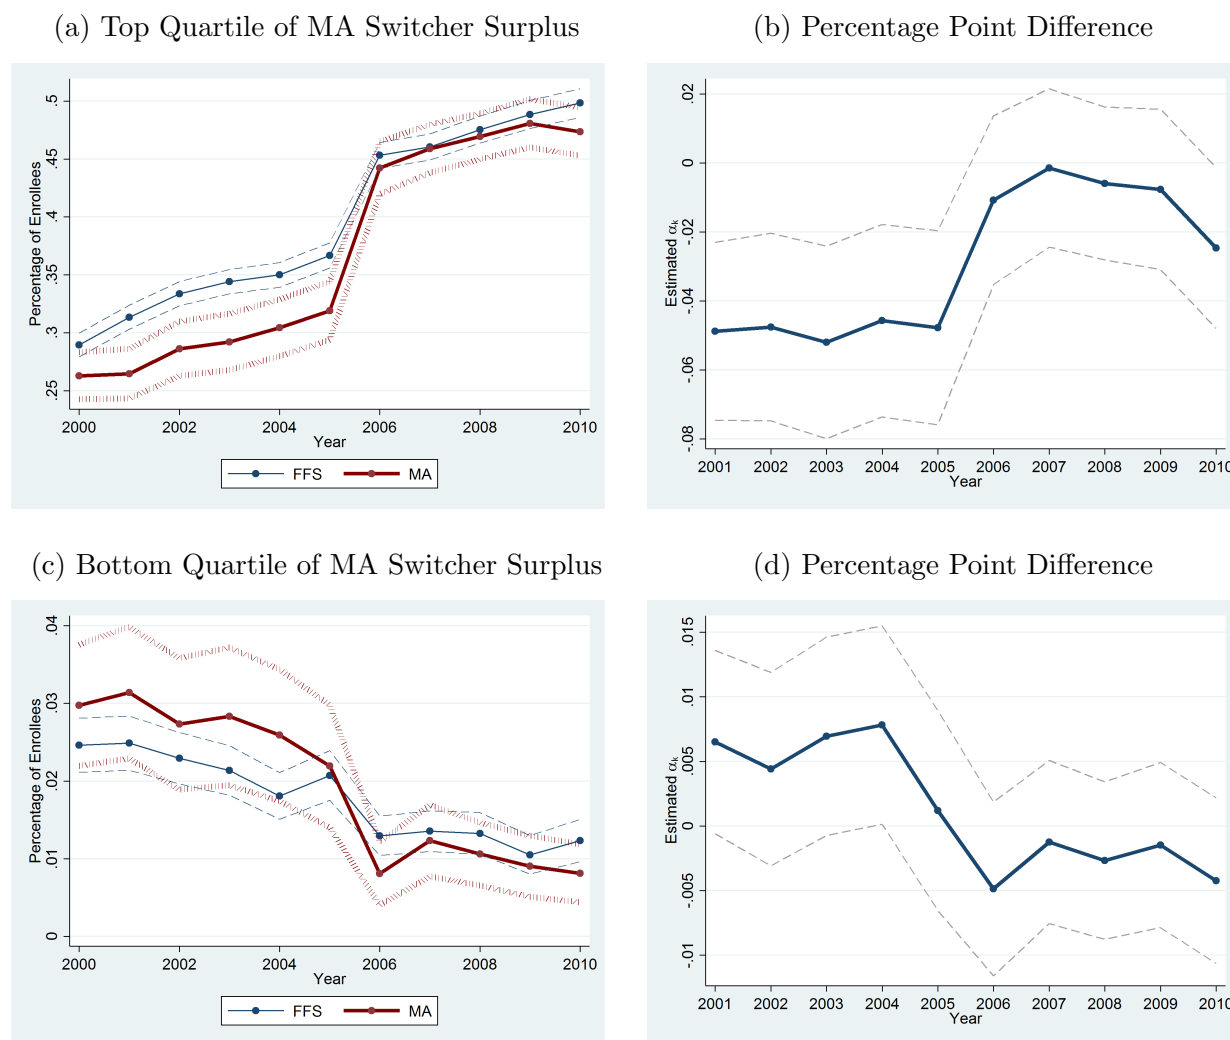 (a) Top Quartile of MA Switcher Surplus
Percentage of Enrollees
.5
.45
.4
.35
.3
.25
2000 2002 2004 2006 2008 2010
Year
FFS MA
(b) Percentage Point Difference
Estimated αk
.02
0
-.02
-.04
-.06
-.08
2001 2002 2003 2004 2005 2006 2007 2008 2009 2010
Year
(c) Bottom Quartile of MA Switcher Surplus
Percentage of Enrollees
.04
.03
.02
.01
0
2000 2002 2004 2006 2008 2010
Year
FFS MA
(d) Percentage Point Difference
Estimated αk
.015
.01
.005
0
-.005
-.01
2001 2002 2003 2004 2005 2006 2007 2008 2009 2010
Year